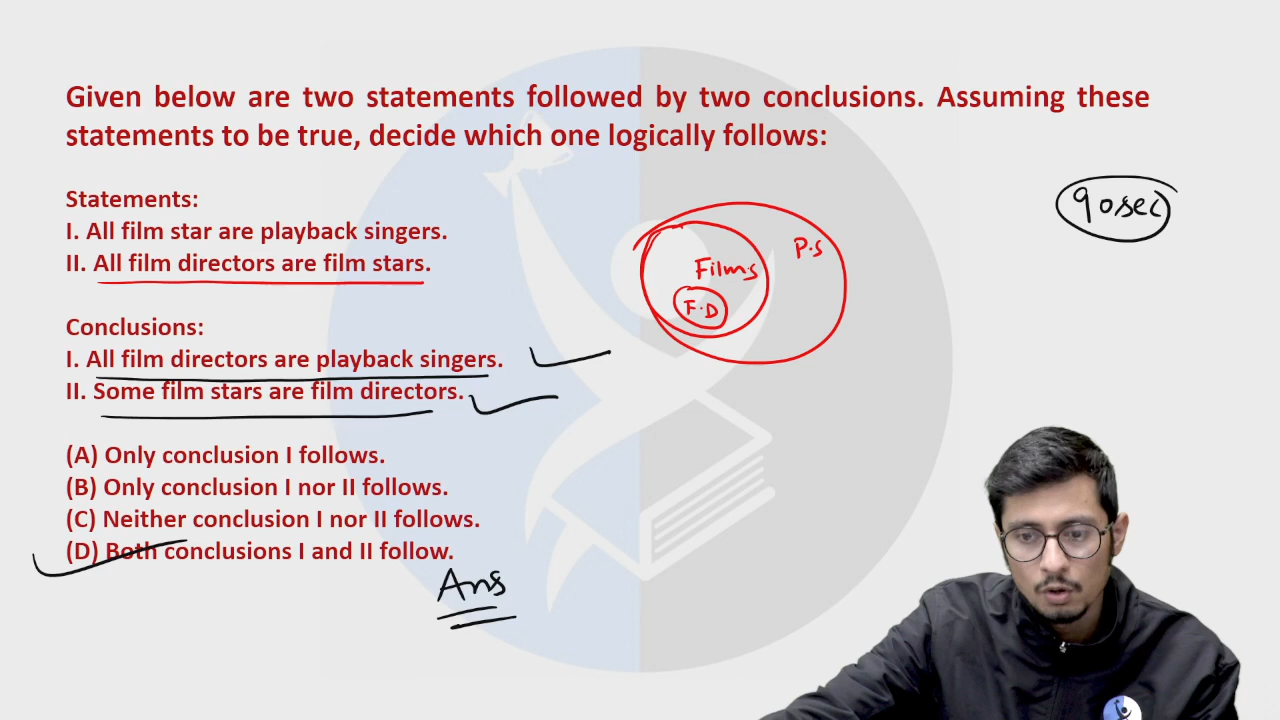 Given below are two statements followed by two conclusions. Assuming these
statements to be true, decide which one logically follows:
90sec
Statements:
I. All film star are playback singers.
II. All film directors are film stars.
P.S
Film.s
F.D
Conclusions:
I. All film directors are playback singers.
II. Some film stars are film directors.
(A) Only conclusion I follows.
(B) Only conclusion I nor II follows.
(C) Neither conclusion I nor II follows.
(D) Both conclusions I and II follow.
Ans